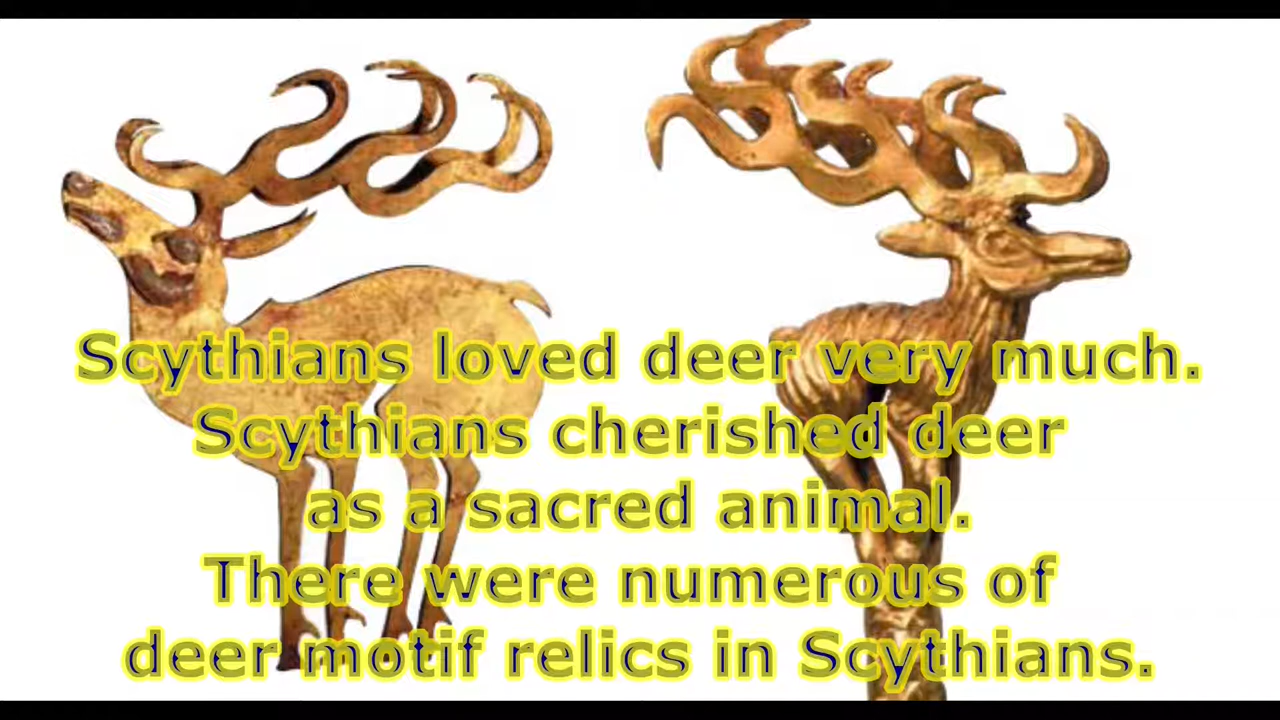 Scythians loved deer very much.
Scythians cherished deer
as a sacred animal.
There were numerous of
deer motif relics in Scythians.